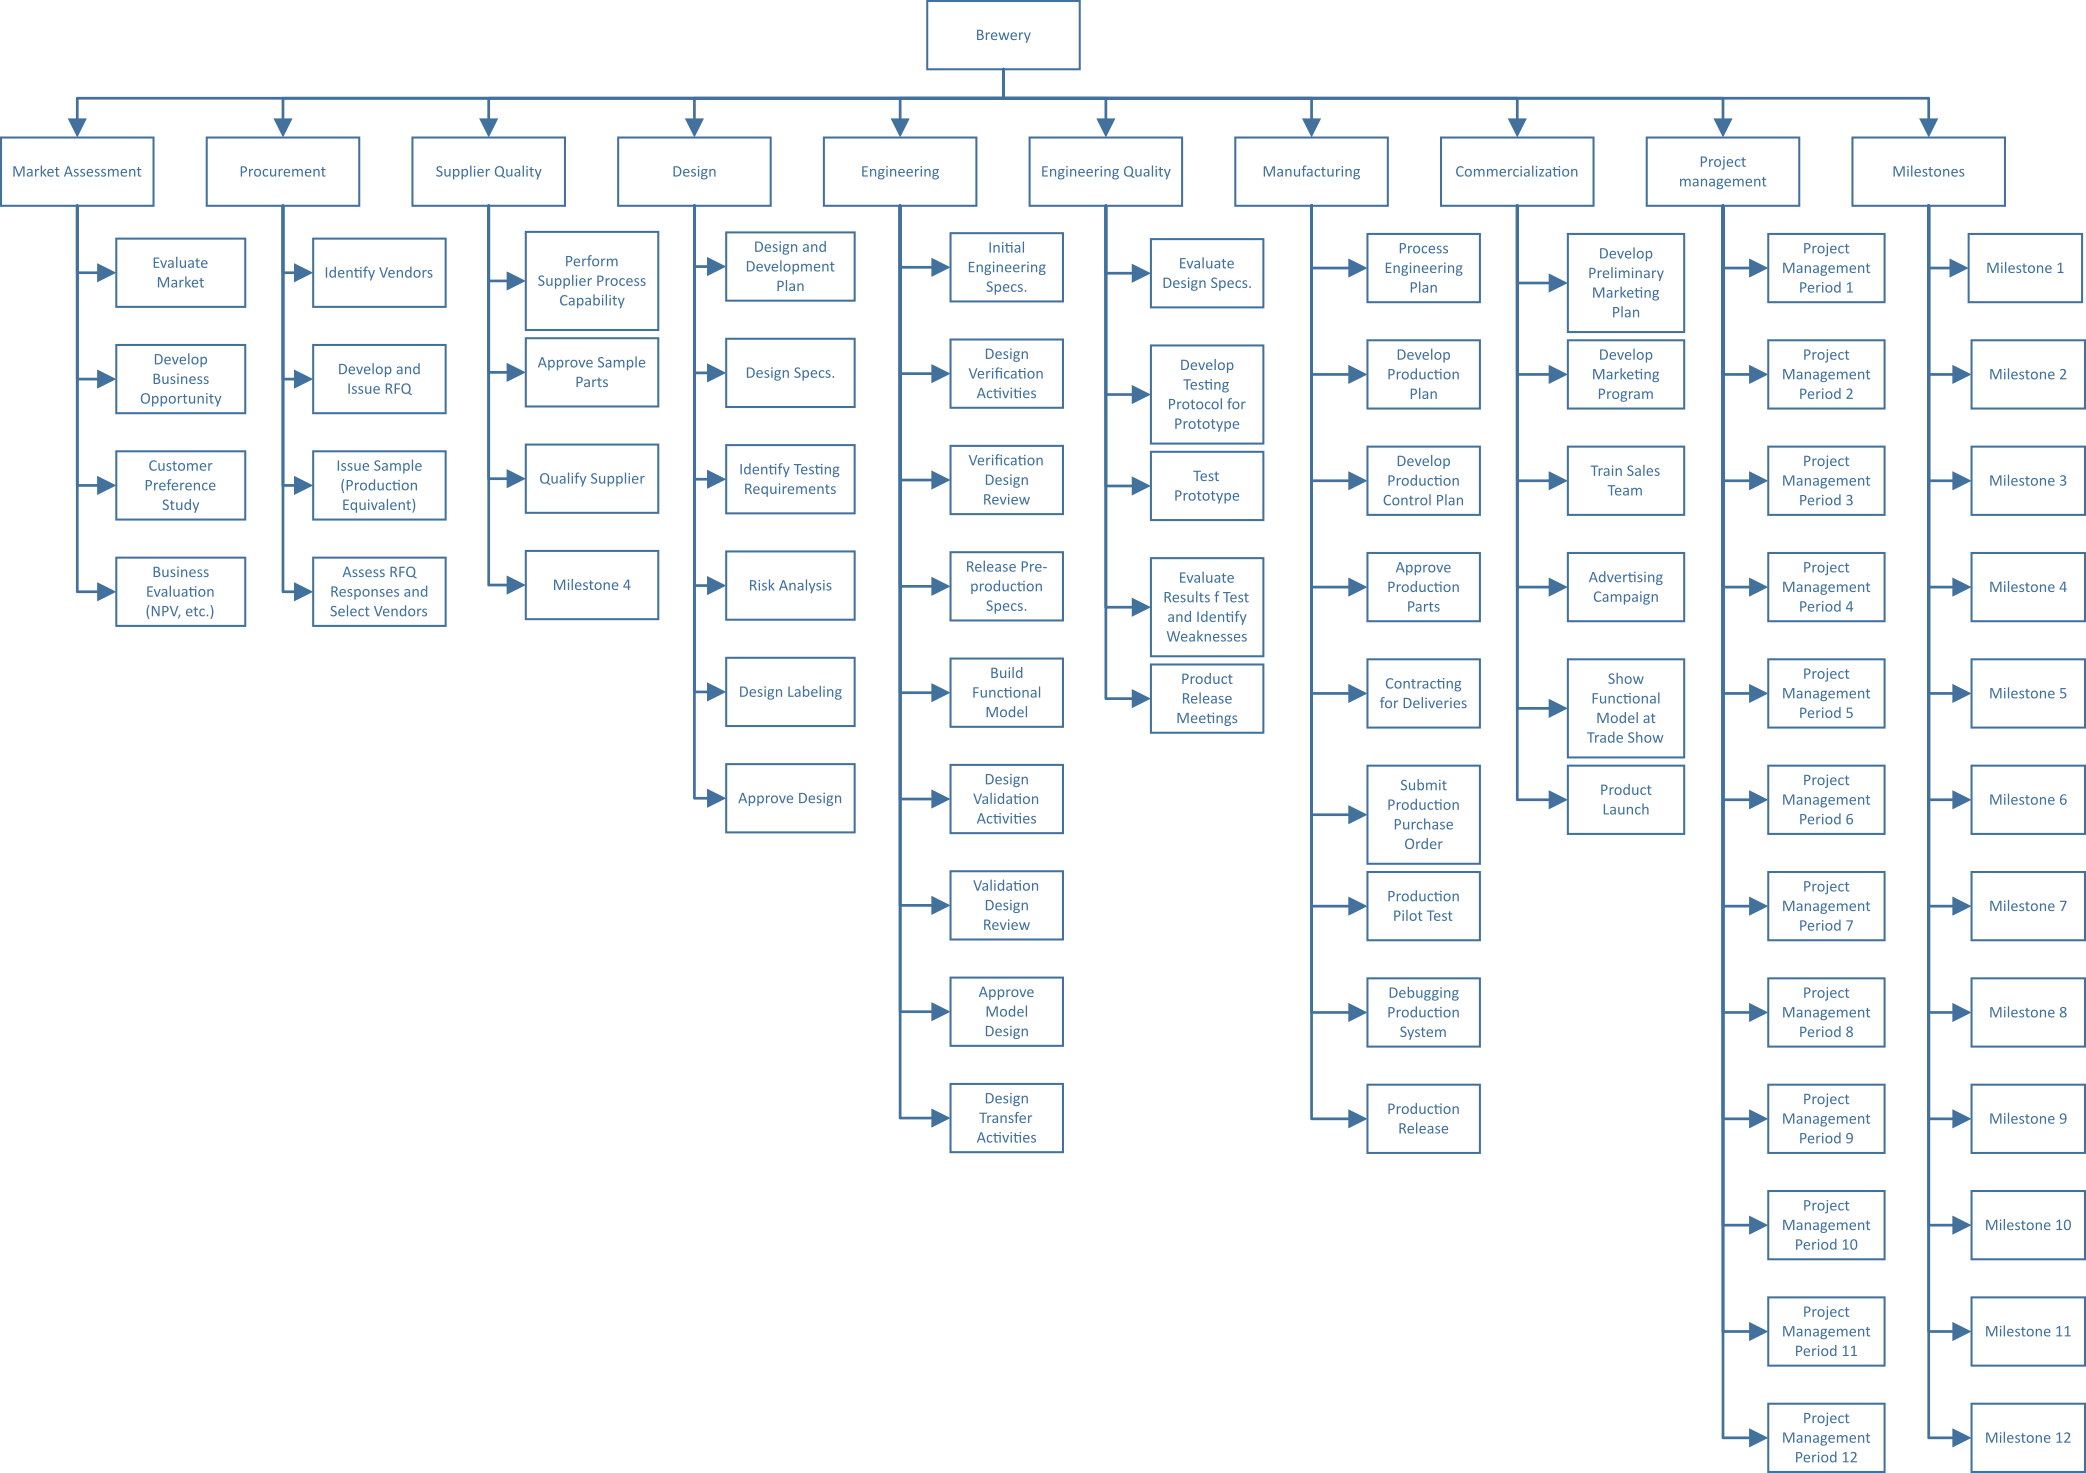 Brewery
Market Assessment
Procurement
Supplier Quality
Design
Engineering
Engineering Quality
Manufacturing
Commercialization
Project
management
Milestones
Evaluate
Market
Develop
Business
Opportunity
Customer
Preference
Study
Business
Evaluation
(NPV, etc.)
Identify Vendors
Develop and
Issue RFQ
Issue Sample
(Production
Equivalent)
Assess RFQ
Responses and
Select Vendors
Perform
Supplier Process
Capability
Approve Sample
Parts
Qualify Supplier
Milestone 4
Design and
Development
Plan
Design Specs.
Identify Testing
Requirements
Risk Analysis
Design Labeling
Approve Design
Initial
Engineering
Specs.
Design
Verification
Activities
Verification
Design
Review
Release Pre-
production
Specs.
Build
Functional
Model
Design
Validation
Activities
Validation
Design
Review
Approve
Model
Design
Design
Transfer
Activities
Evaluate
Design Specs.
Develop
Testing
Protocol for
Prototype
Test
Prototype
Evaluate
Results f Test
and Identify
Weaknesses
Product
Release
Meetings
Process
Engineering
Plan
Develop
Production
Plan
Develop
Production
Control Plan
Approve
Production
Parts
Contracting
for Deliveries
Submit
Production
Purchase
Order
Production
Pilot Test
Debugging
Production
System
Production
Release
Develop
Preliminary
Marketing
Plan
Develop
Marketing
Program
Train Sales
Team
Advertising
Campaign
Show
Functional
Model at
Trade Show
Product
Launch
Project
Management
Period 1
Project
Management
Period 2
Project
Management
Period 3
Project
Management
Period 4
Project
Management
Period 5
Project
Management
Period 6
Project
Management
Period 7
Project
Management
Period 8
Project
Management
Period 9
Project
Management
Period 10
Project
Management
Period 11
Project
Management
Period 12
Milestone 1
Milestone 2
Milestone 3
Milestone 4
Milestone 5
Milestone 6
Milestone 7
Milestone 8
Milestone 9
Milestone 10
Milestone 11
Milestone 12